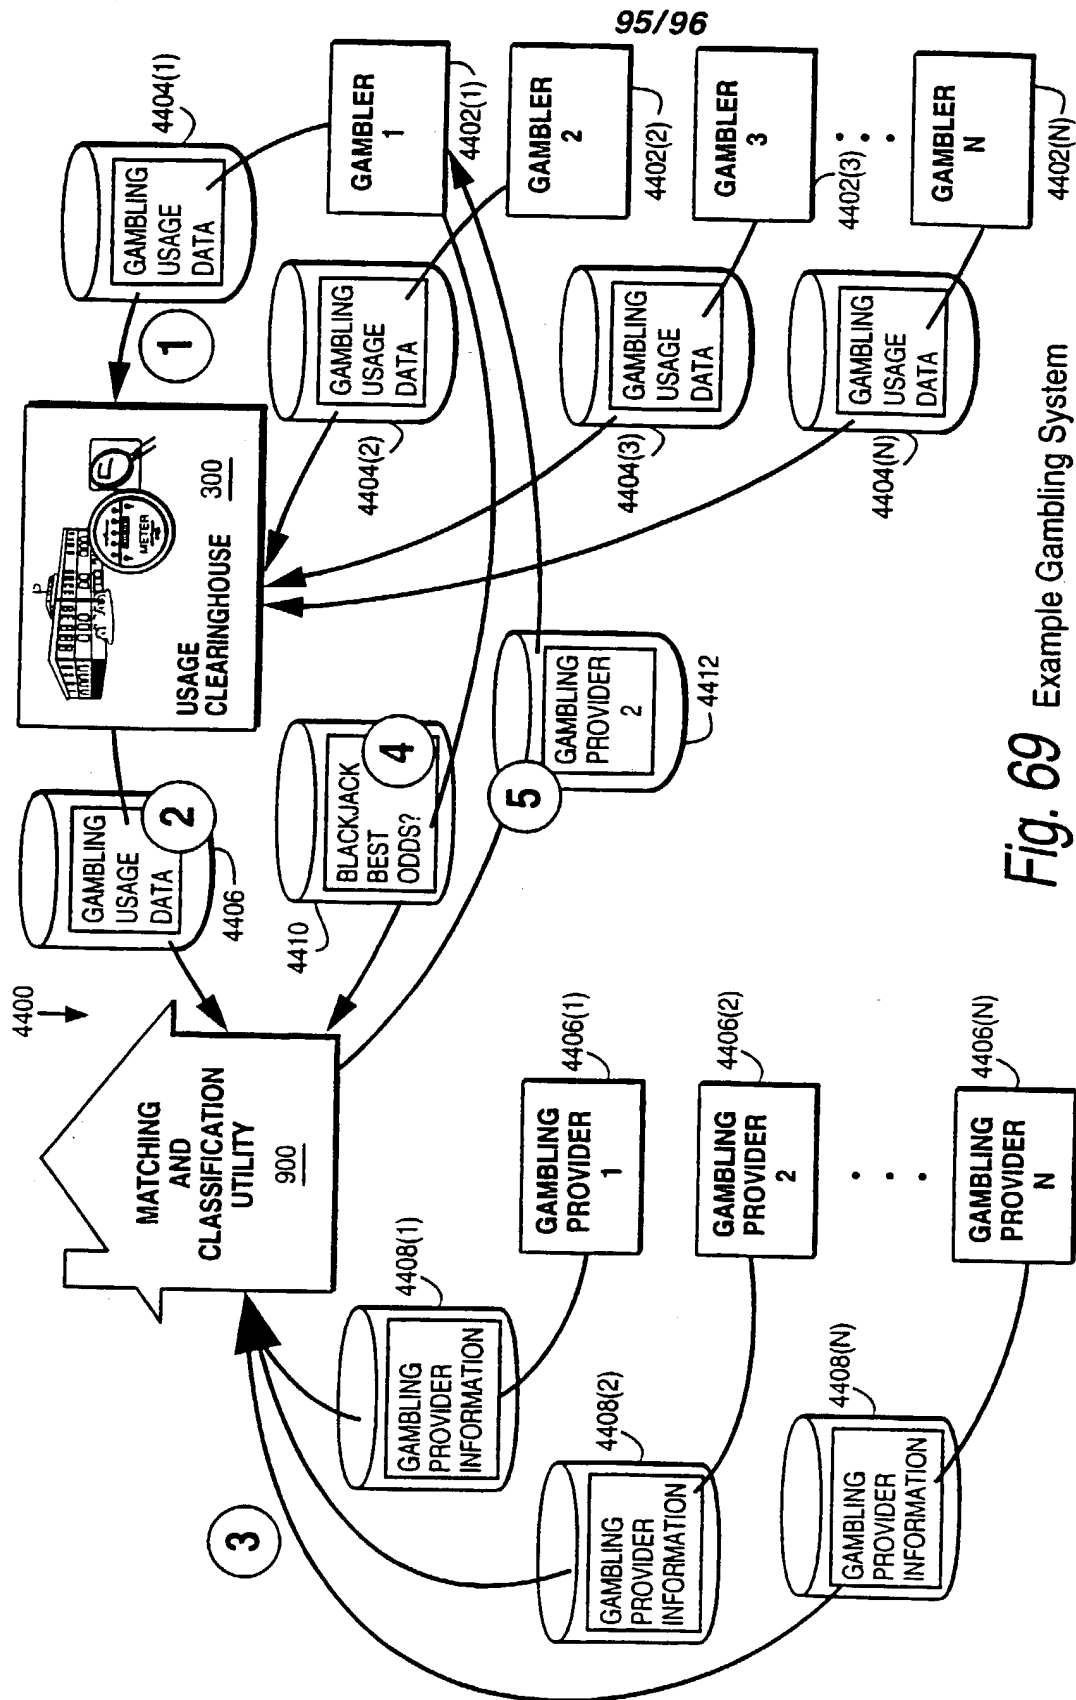 95/96
4400
MATCHING
AND
CLASSIFICATION
UTILITY
900
GAMBLING
USAGE
DATA
2
4406
USAGE
CLEARINGHOUSE 300
METER
1
GAMBLING
USAGE
DATA
4404(1)
GAMBLER
1
4402(1)
GAMBLING
USAGE
DATA
4404(2)
GAMBLER
2
4402(2)
GAMBLING
USAGE
DATA
4404(3)
GAMBLER
3
4402(3)
GAMBLING
USAGE
DATA
4404(N)
GAMBLER
N
4402(N)
BLACKJACK
BEST
ODDS?
4
4410
5
GAMBLING
PROVIDER
2
4412
3
GAMBLING
PROVIDER
INFORMATION
4408(1)
GAMBLING
PROVIDER
1
4406(1)
GAMBLING
PROVIDER
INFORMATION
4408(2)
GAMBLING
PROVIDER
2
4406(2)
GAMBLING
PROVIDER
INFORMATION
4408(N)
GAMBLING
PROVIDER
N
4406(N)
Fig. 69 Example Gambling System